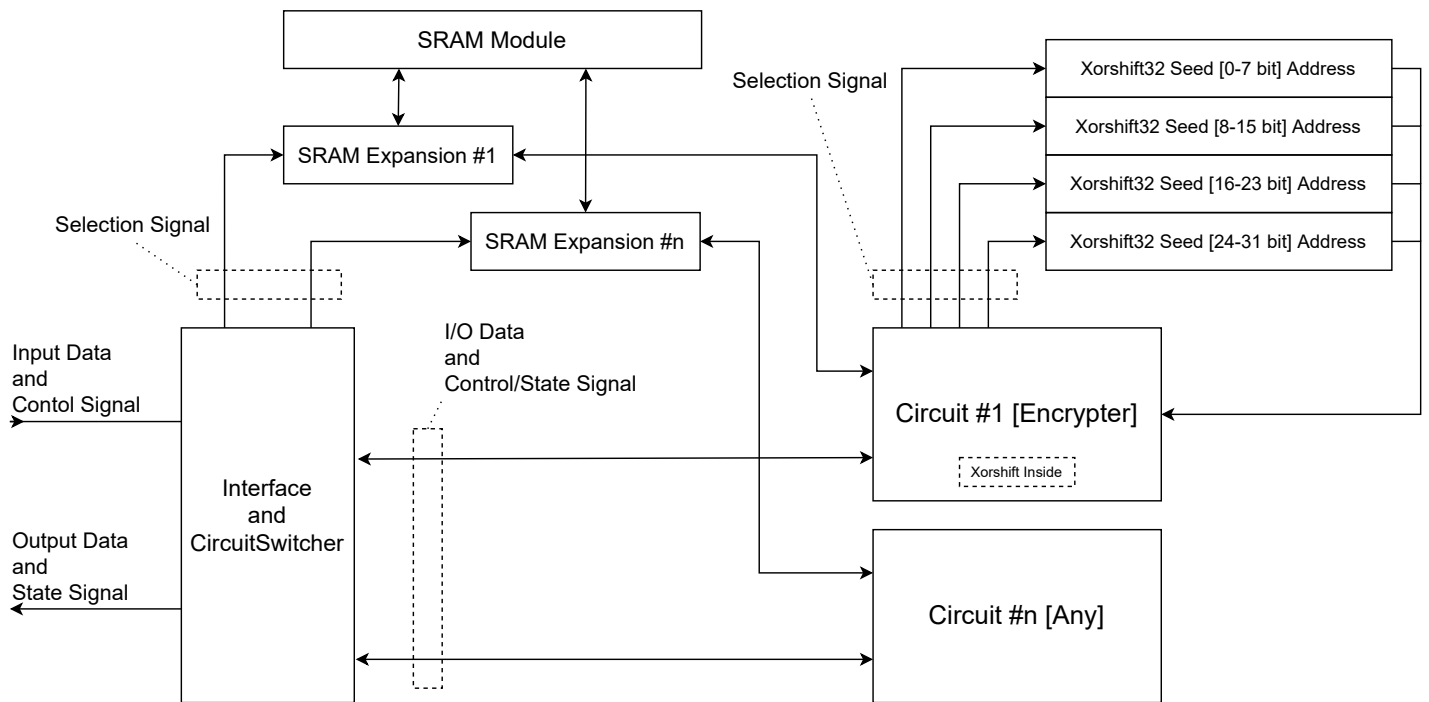 SRAM Module
Selection Signal
Xorshift32 Seed [0-7 bit] Address
Xorshift32 Seed [8-15 bit] Address
SRAM Expansion #1
Xorshift32 Seed [16-23 bit] Address
Selection Signal
SRAM Expansion #n
Xorshift32 Seed [24-31 bit] Address
Input Data
and
Contol Signal
I/O Data
and
Control/State Signal
Circuit #1 [Encrypter]
Xorshift Inside
Interface
and
CircuitSwitcher
Output Data
and
State Signal
Circuit #n [Any]